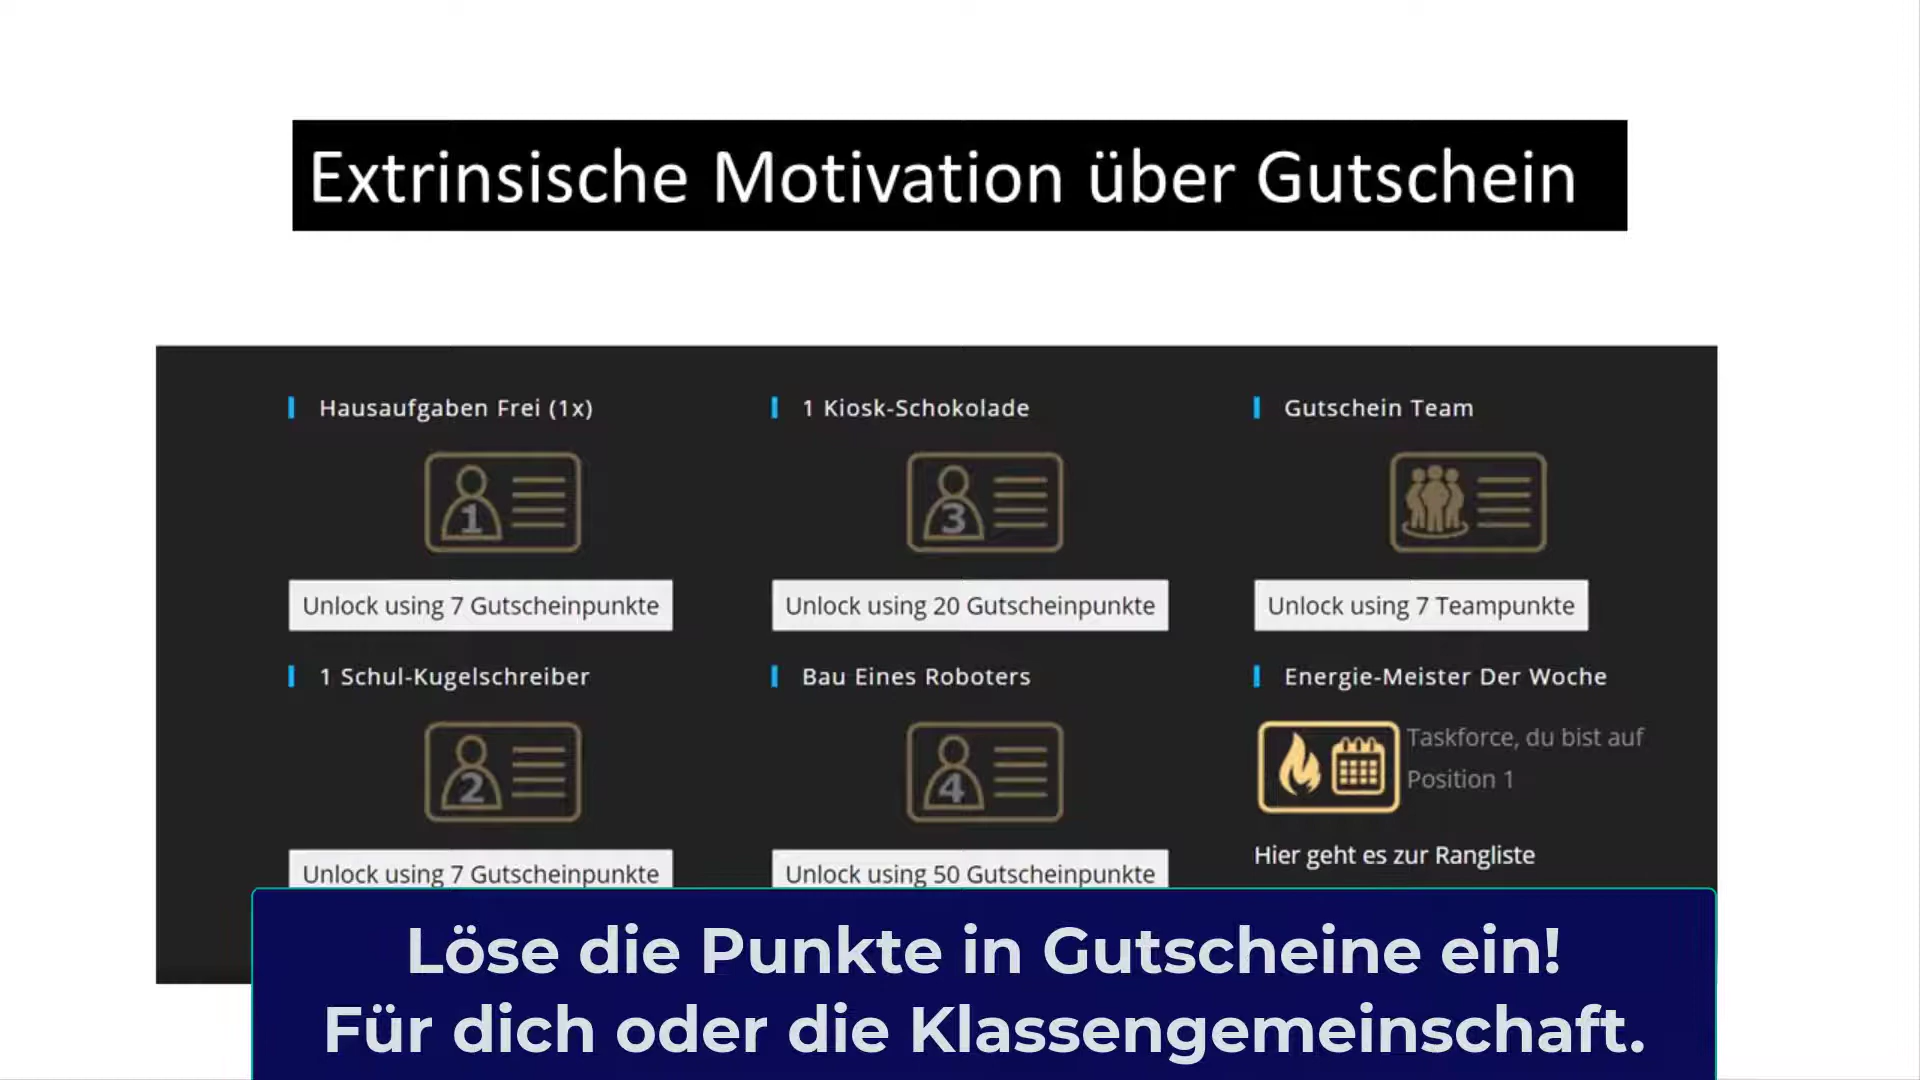 Extrinsische Motivation über Gutschein
Hausaufgaben Frei (1x)
1 Kiosk-Schokolade
Gutschein Team
1
3
Unlock using 7 Gutscheinpunkte
Unlock using 20 Gutscheinpunkte
Unlock using 7 Teampunkte
1 Schul-Kugelschreiber
Bau Eines Roboters
Energie-Meister Der Woche
2
4
Taskforce, du bist auf
Position 1
Hier geht es zur Rangliste
Unlock using 7 Gutscheinpunkte
Unlock using 50 Gutscheinpunkte
Löse die Punkte in Gutscheine ein!
Für dich oder die Klassengemeinschaft.